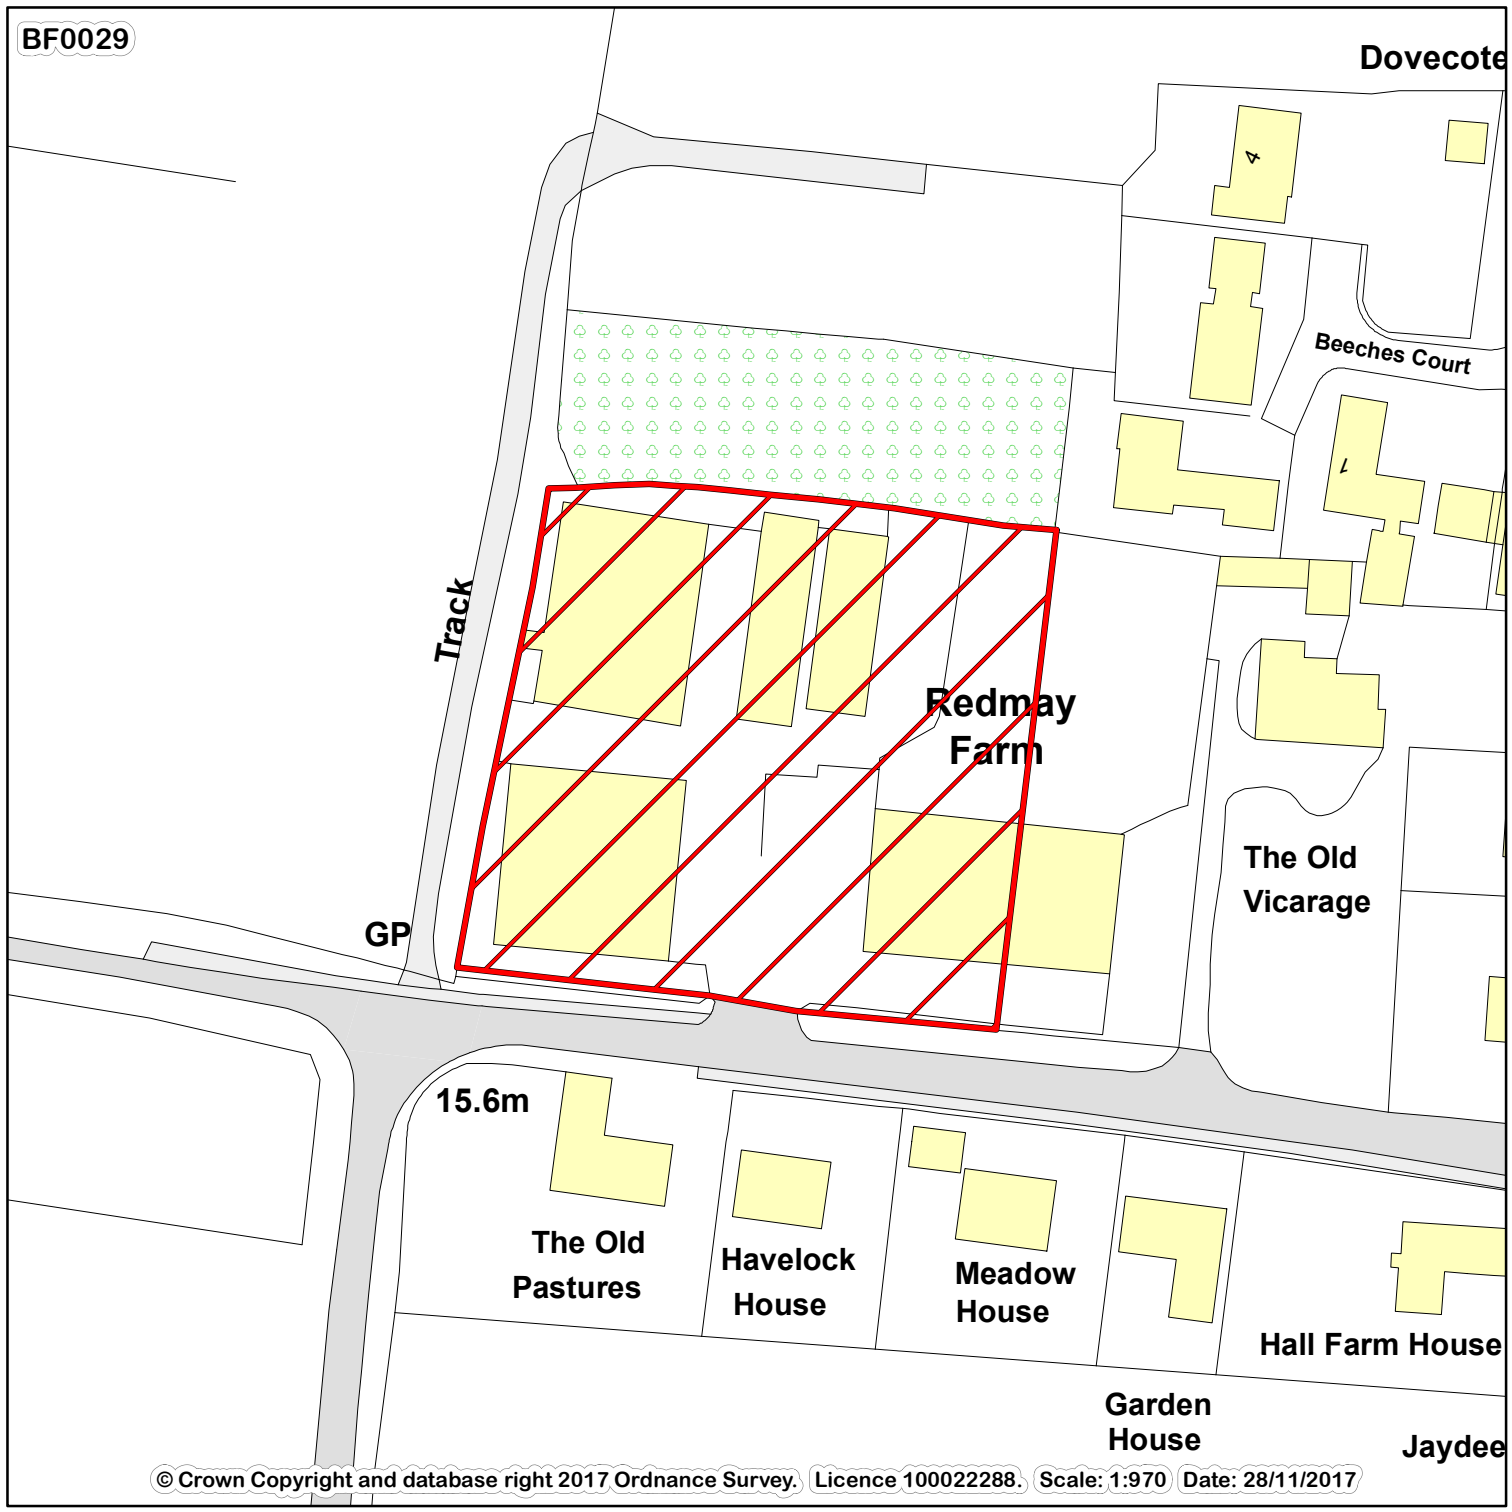 BF0029
Dovecote
4
Beeches Court
1
Track
Redmay
Farm
The Old
Vicarage
GP
15.6m
The Old
Pastures
Havelock
House
Meadow
House
Hall Farm House
Garden
House
Jaydee
© Crown Copyright and database right 2017 Ordnance Survey. Licence 100022288. Scale: 1:970 Date: 28/11/2017